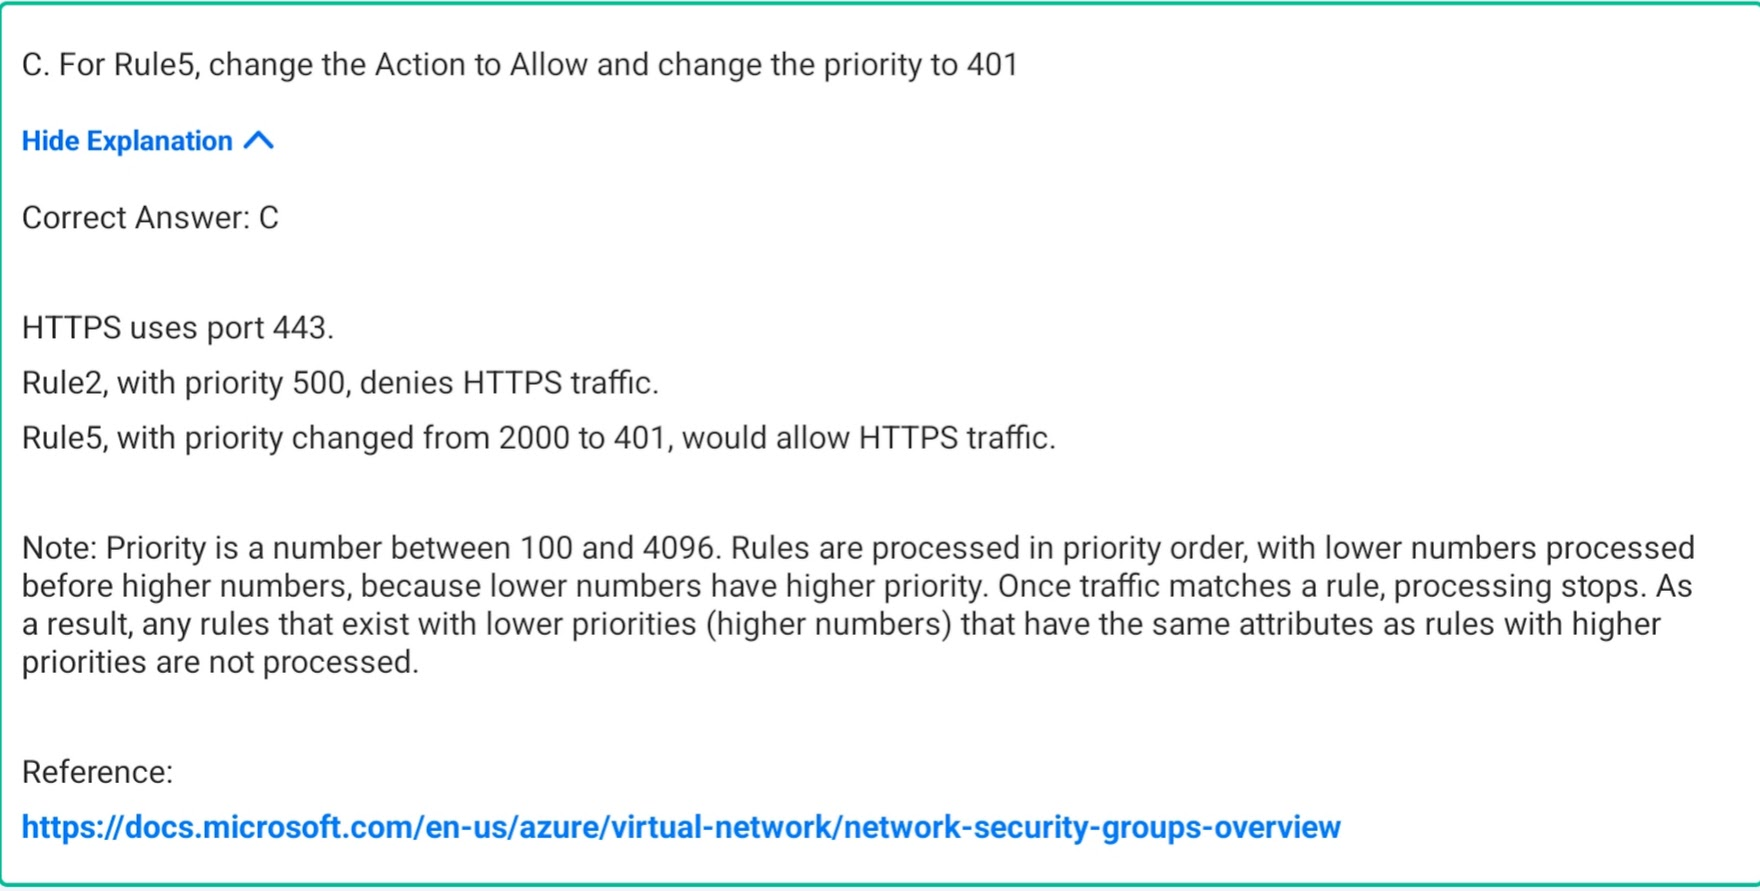 C. For Rule5, change the Action to Allow and change the priority to 401
Hide Explanation
Correct Answer: C
HTTPS uses port 443.
Rule2, with priority 500, denies HTTPS traffic.
Rule5, with priority changed from 2000 to 401, would allow HTTPS traffic.
Note: Priority is a number between 100 and 4096. Rules are processed in priority order, with lower numbers processed
before higher numbers, because lower numbers have higher priority. Once traffic matches a rule, processing stops. As
a result, any rules that exist with lower priorities (higher numbers) that have the same attributes as rules with higher
priorities are not processed.
Reference:
https://docs.microsoft.com/en-us/azure/virtual-network/network-security-groups-overview